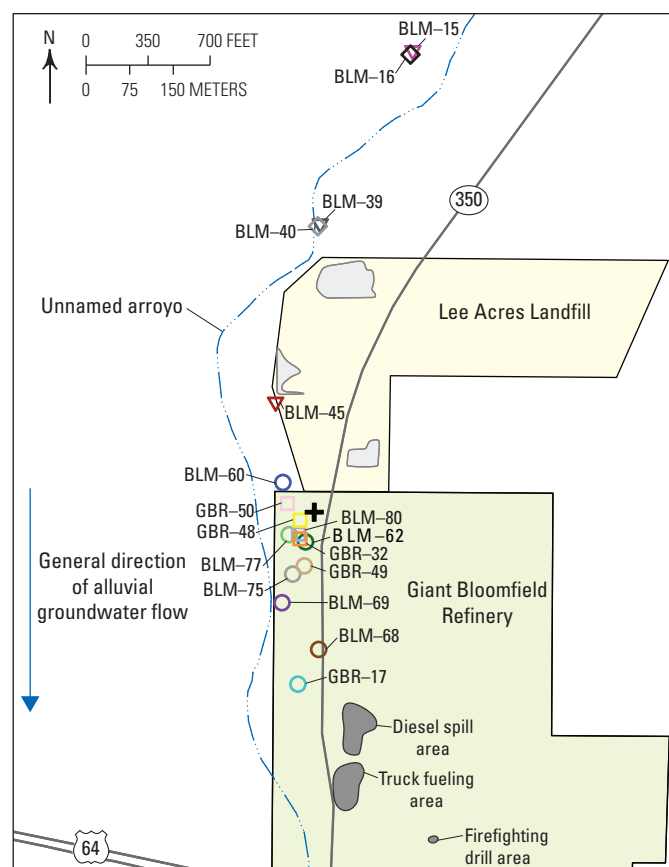 BLM–15
N
0 350 700 FEET
0 75 150 METERS
BLM–16
350
BLM–39
BLM–40
Unnamed arroyo
Lee Acres Landfill
BLM–45
BLM–60
GBR–50
GBR–48
BLM–80
BLM–62
BLM–77
GBR–32
GBR–49
BLM–75
General direction
of alluvial
groundwater flow
BLM–69
Giant Bloomfield
Refinery
BLM–68
GBR–17
Diesel spill
area
Truck fueling
area
64
Firefighting
drill area